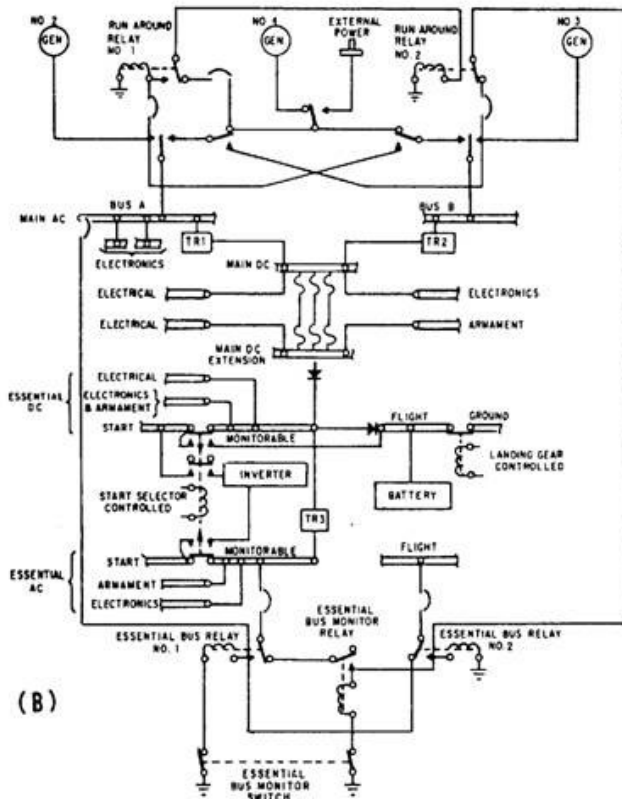 NO. 2
GEN
RUN AROUND
RELAY
NO. 1
NO. 4
GEN
EXTERNAL
POWER
RUN AROUND
RELAY
NO. 2
NO. 3
GEN
MAIN AC
BUS A
BUS B
TR1
TR2
ELECTRONICS
MAIN DC
ELECTRICAL
ELECTRONICS
ELECTRICAL
ARMAMENT
MAIN DC
EXTENSION
ESSENTIAL
DC
ELECTRICAL
ELECTRONICS
& ARMAMENT
START
MONITORABLE
FLIGHT
GROUND
INVERTER
LANDING GEAR
CONTROLLED
START SELECTOR
CONTROLLED
BATTERY
TR3
ESSENTIAL
AC
START
MONITORABLE
FLIGHT
ARMAMENT
ELECTRONICS
ESSENTIAL
BUS MONITOR
RELAY
ESSENTIAL BUS RELAY
NO. 1
ESSENTIAL BUS RELAY
NO. 2
(B)
ESSENTIAL
BUS MONITOR
SWITCH